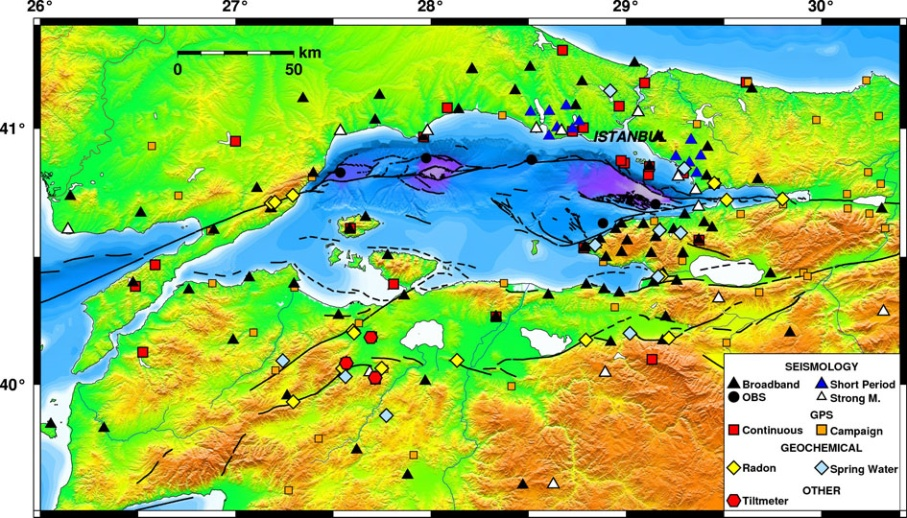 26° 27° 28° 29° 30°
km
0 50
41°
ISTANBUL
40°
SEISMOLOGY
Broadband Short Period
OBS Strong M.
GPS
Continuous Campaign
GEOCHEMICAL
Radon Spring Water
OTHER
Tiltmeter